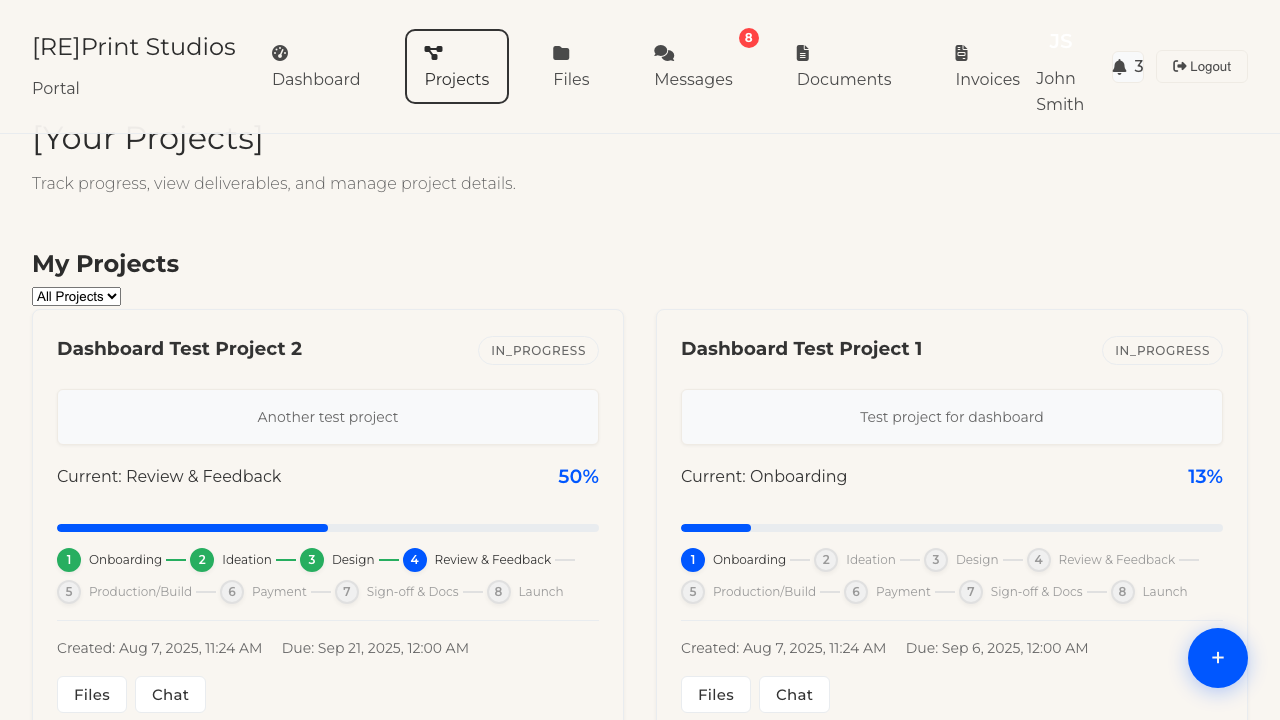 [RE]Print Studios
Portal
Dashboard
Projects
Files
8
Messages
Documents
Invoices
JS
John
Smith
3
Logout
[Your Projects]
Track progress, view deliverables, and manage project details.
My Projects
All Projects
Dashboard Test Project 2
IN_PROGRESS
Another test project
Current: Review & Feedback
50%
1 Onboarding 2 Ideation 3 Design 4 Review & Feedback
5 Production/Build 6 Payment 7 Sign-off & Docs 8 Launch
Created: Aug 7, 2025, 11:24 AM Due: Sep 21, 2025, 12:00 AM
Files Chat
Dashboard Test Project 1
IN_PROGRESS
Test project for dashboard
Current: Onboarding
13%
1 Onboarding 2 Ideation 3 Design 4 Review & Feedback
5 Production/Build 6 Payment 7 Sign-off & Docs 8 Launch
Created: Aug 7, 2025, 11:24 AM Due: Sep 6, 2025, 12:00 AM
Files Chat
+